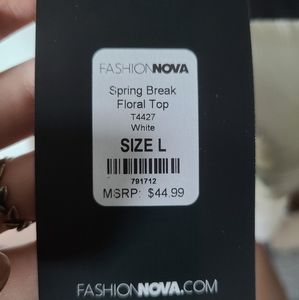 FASHIONNOVA
Spring Break
Floral Top
T4427
White
SIZE L
791712
MSRP: $44.99
FASHIONNOVA.COM